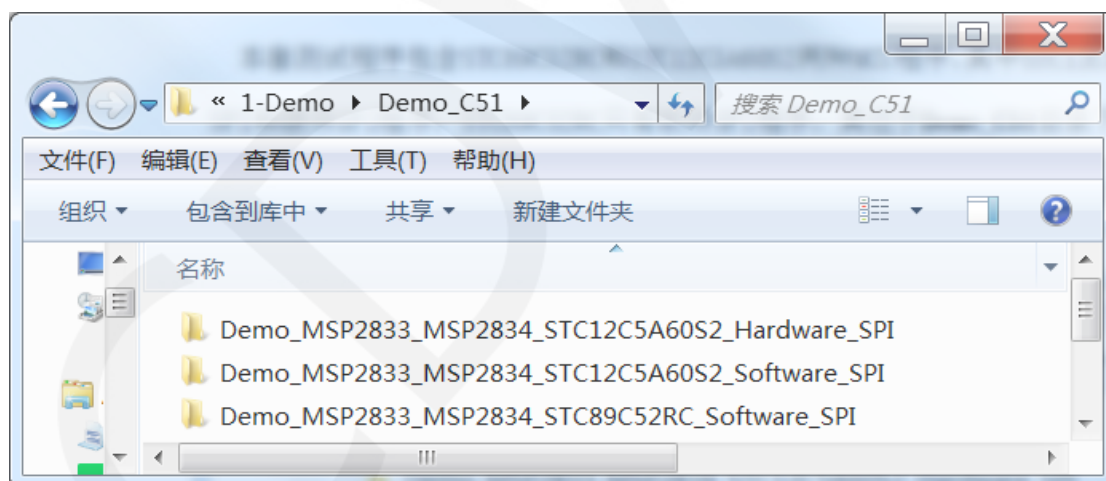 « 1-Demo ▸ Demo_C51 ▸ 搜索 Demo_C51
文件(F) 编辑(E) 查看(V) 工具(T) 帮助(H)
组织 包含到库中 共享 新建文件夹
名称
Demo_MSP2833_MSP2834_STC12C5A60S2_Hardware_SPI
Demo_MSP2833_MSP2834_STC12C5A60S2_Software_SPI
Demo_MSP2833_MSP2834_STC89C52RC_Software_SPI